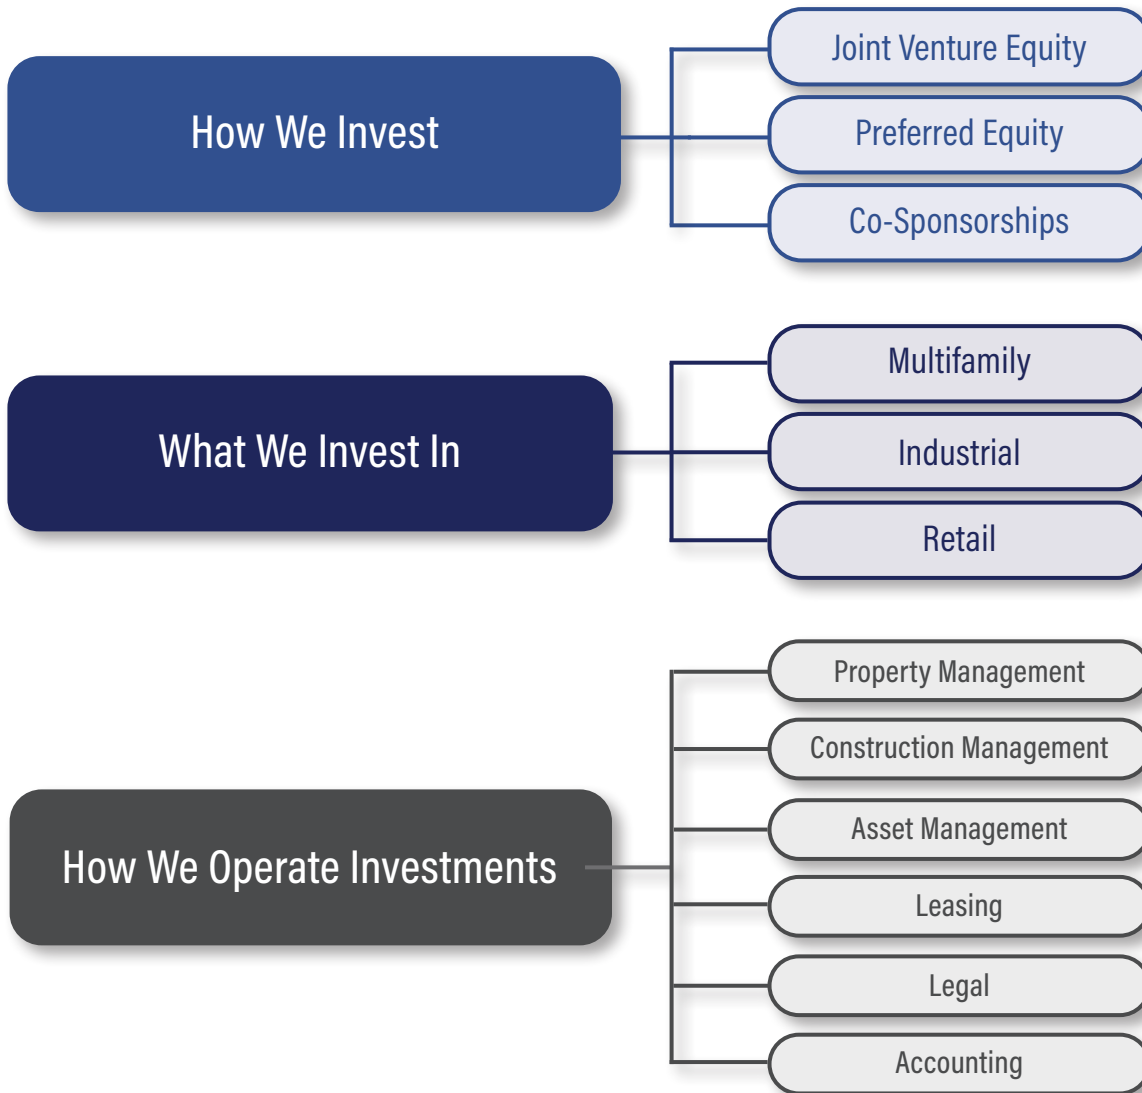 How We Invest
Joint Venture Equity
Preferred Equity
Co-Sponsorships
What We Invest In
Multifamily
Industrial
Retail
How We Operate Investments
Property Management
Construction Management
Asset Management
Leasing
Legal
Accounting